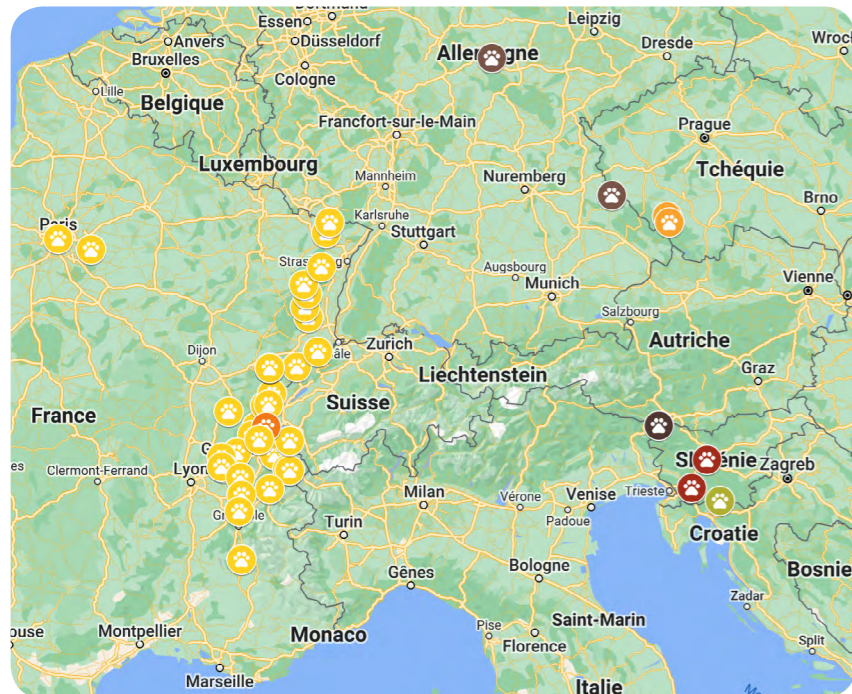 Dortmund
Essen
Leipzig
Anvers
Düsseldorf
Allemagne
Dresde
Bruxelles
Cologne
Lille
Belgique
Francfort-sur-le-Main
Prague
Luxembourg
Tchéquie
Mannheim
Nuremberg
Brno
Karlsruhe
Paris
Stuttgart
Strasbourg
Augsbourg
Vienne
Munich
Salzbourg
Autriche
Dijon
Zurich
Liechtenstein
Graz
Suisse
France
Slovénie
Zagreb
Clermont-Ferrand
Lyon
Trieste
Milan
Vérone
Venise
Padoue
Grenoble
Turin
Croatie
Bologne
Bosnie
Gênes
Zadar
Saint-Marin
Pise
Montpellier
Monaco
Florence
Split
Marseille
Italie